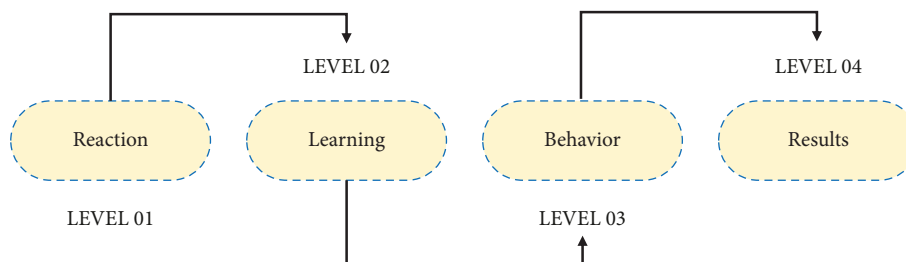 LEVEL 02
LEVEL 04
Reaction
Learning
Behavior
Results
LEVEL 01
LEVEL 03